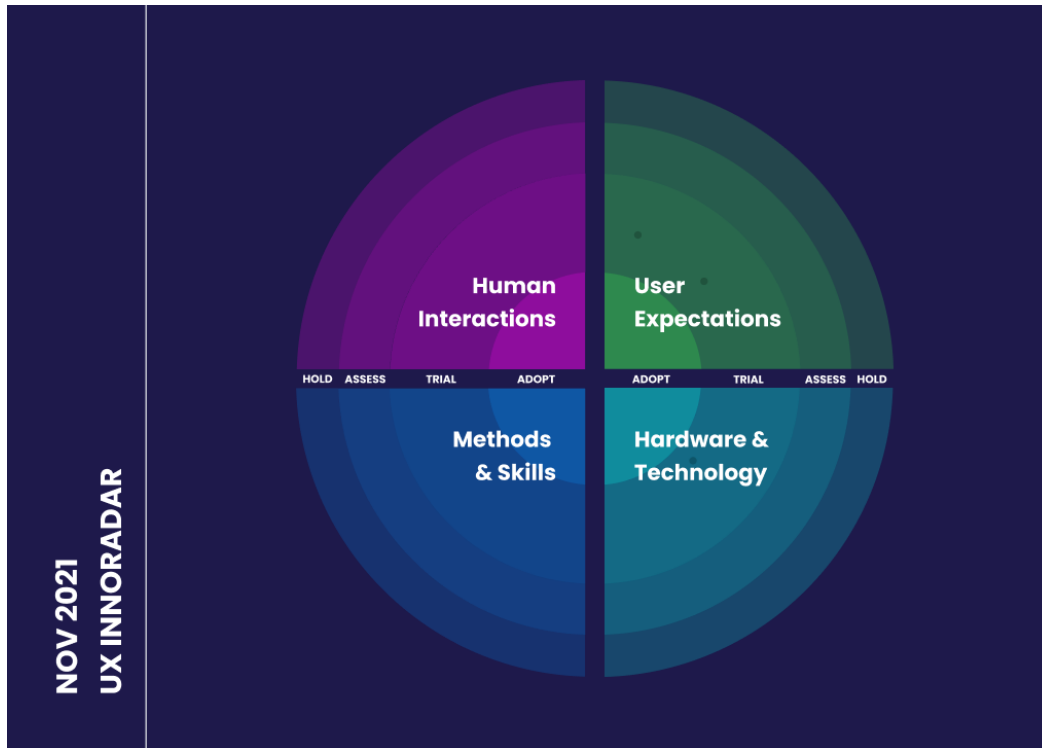 NOV 2021
UX INNORADAR
Human
Interactions
User
Expectations
HOLD ASSESS TRIAL ADOPT ADOPT TRIAL ASSESS HOLD
Methods
& Skills
Hardware &
Technology